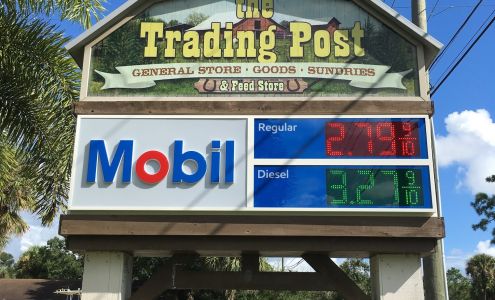 the
Trading Post
GENERAL STORE · GOODS · SUNDRIES
& Feed Store
Mobil
Regular 2.79 9/10
Diesel 3.27 9/10